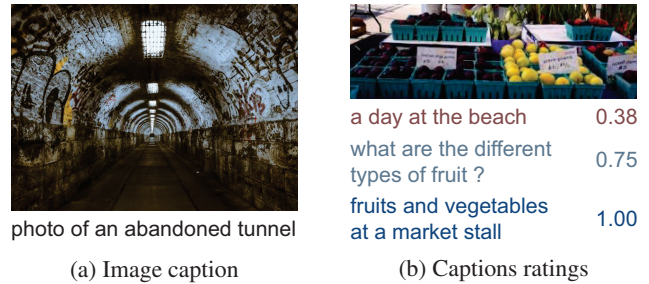 photo of an abandoned tunnel
(a) Image caption
a day at the beach 0.38
what are the different
types of fruit ? 0.75
fruits and vegetables
at a market stall 1.00
(b) Captions ratings